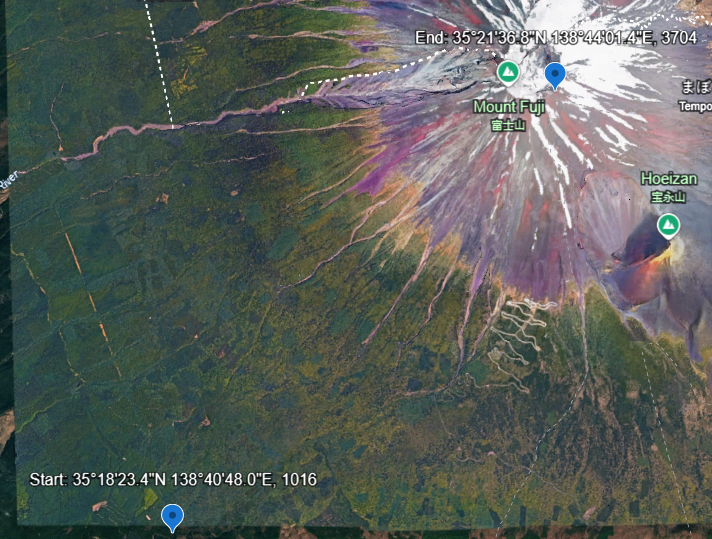 End: 35°21'36.8"N 138°44'01.4"E, 3704
Mount Fuji
富士山
まぼ
Tempo
River
Hoeizan
宝永山
Start: 35°18'23.4"N 138°40'48.0"E, 1016